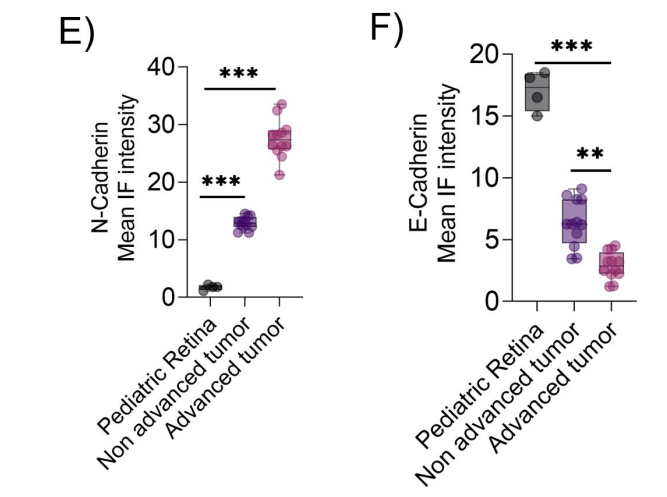 E)
N-Cadherin
Mean IF intensity
40
30
20
10
0
***
***
Pediatric Retina
Non advanced tumor
Advanced tumor
F)
E-Cadherin
Mean IF intensity
20
15
10
5
0
***
**
Pediatric Retina
Non advanced tumor
Advanced tumor